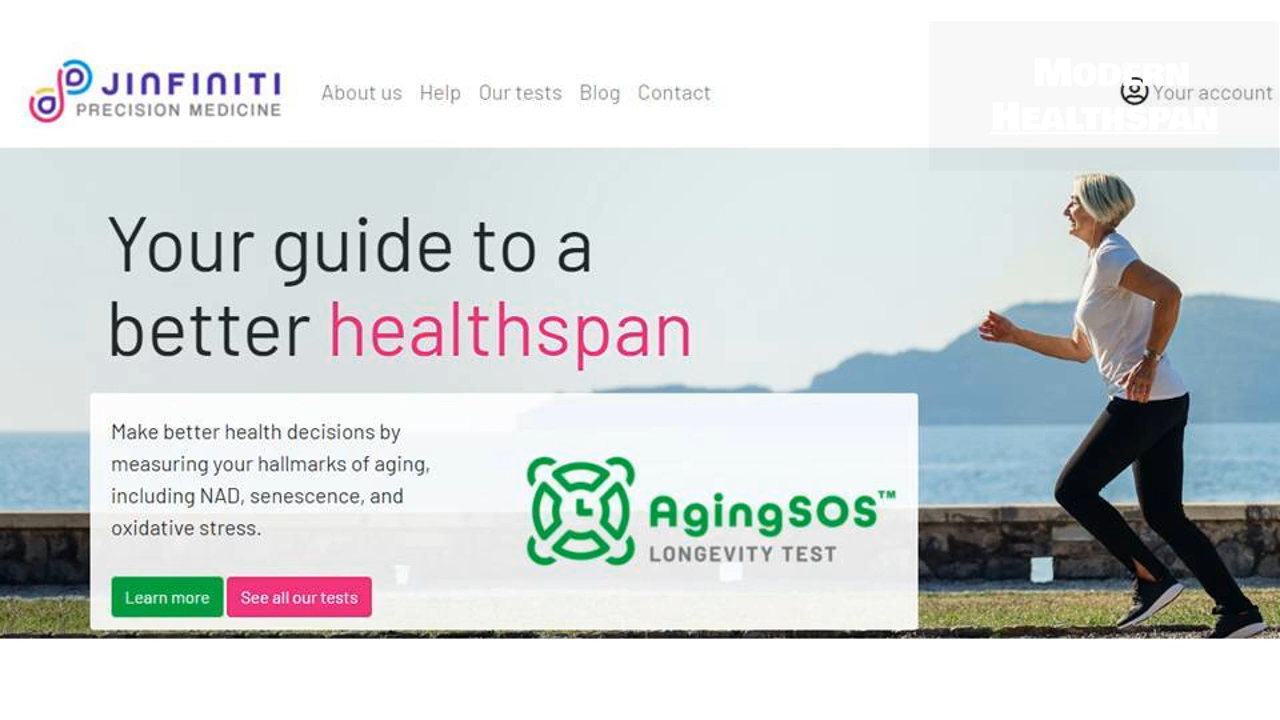 JINFINITI
PRECISION MEDICINE
About us Help Our tests Blog Contact
MODERN
HEALTHSPAN
Your account
Your guide to a
better healthspan
Make better health decisions by
measuring your hallmarks of aging,
including NAD, senescence, and
oxidative stress.
AgingSOS™
LONGEVITY TEST
Learn more See all our tests